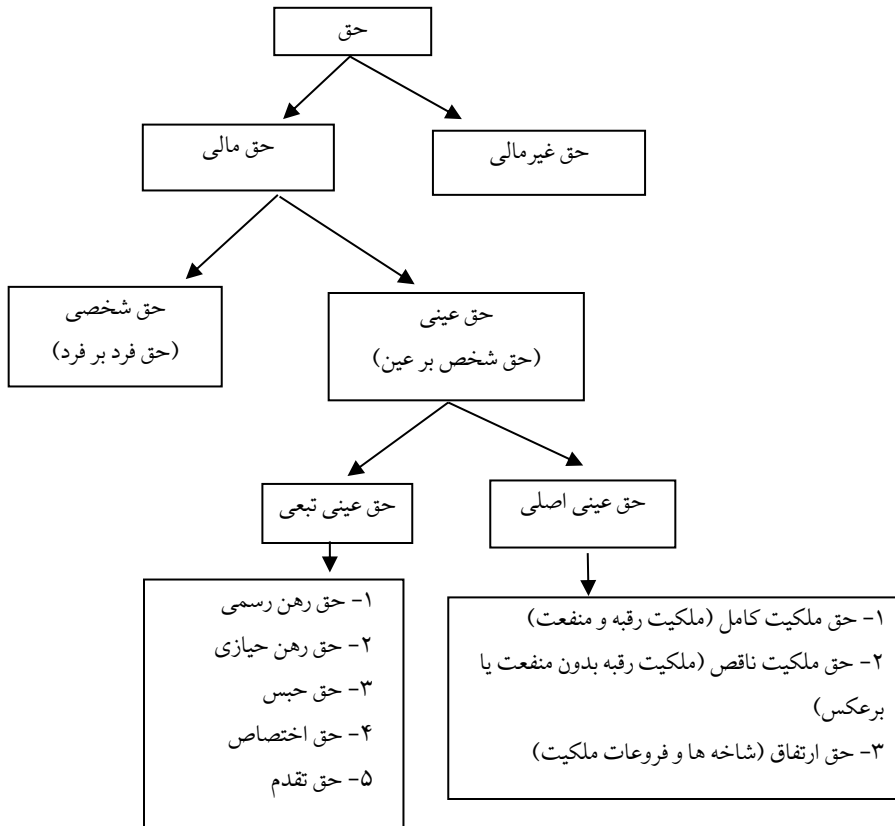 حق
حق غیرمالی
حق مالی
حق عینی
(حق شخص بر عین)
حق شخصی
(حق فرد بر فرد)
حق عینی اصلی
حق عینی تبعی
۱- حق ملکیت کامل (ملکیت رقبه و منفعت)
۲- حق ملکیت ناقص (ملکیت رقبه بدون منفعت یا
برعکس)
۳- حق ارتفاق (شاخه ها و فروعات ملکیت)
۱- حق رهن رسمی
۲- حق رهن حیازی
۳- حق حبس
۴- حق اختصاص
۵- حق تقدم